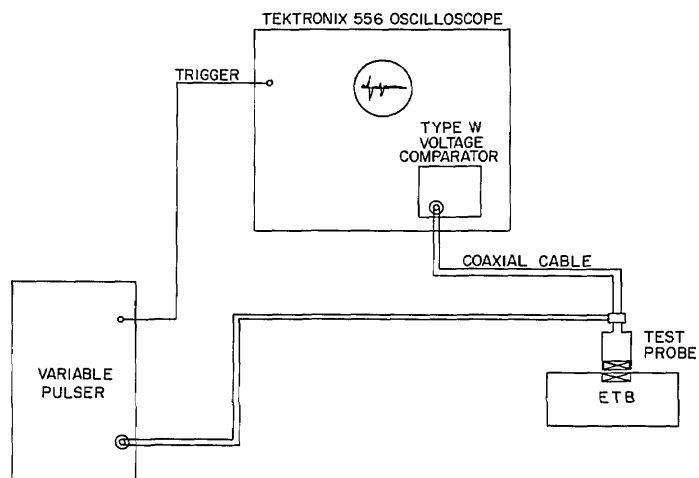 TEKTRONIX 556 OSCILLOSCOPE
TRIGGER
TYPE W
VOLTAGE
COMPARATOR
COAXIAL CABLE
TEST
PROBE
VARIABLE
PULSER
ETB